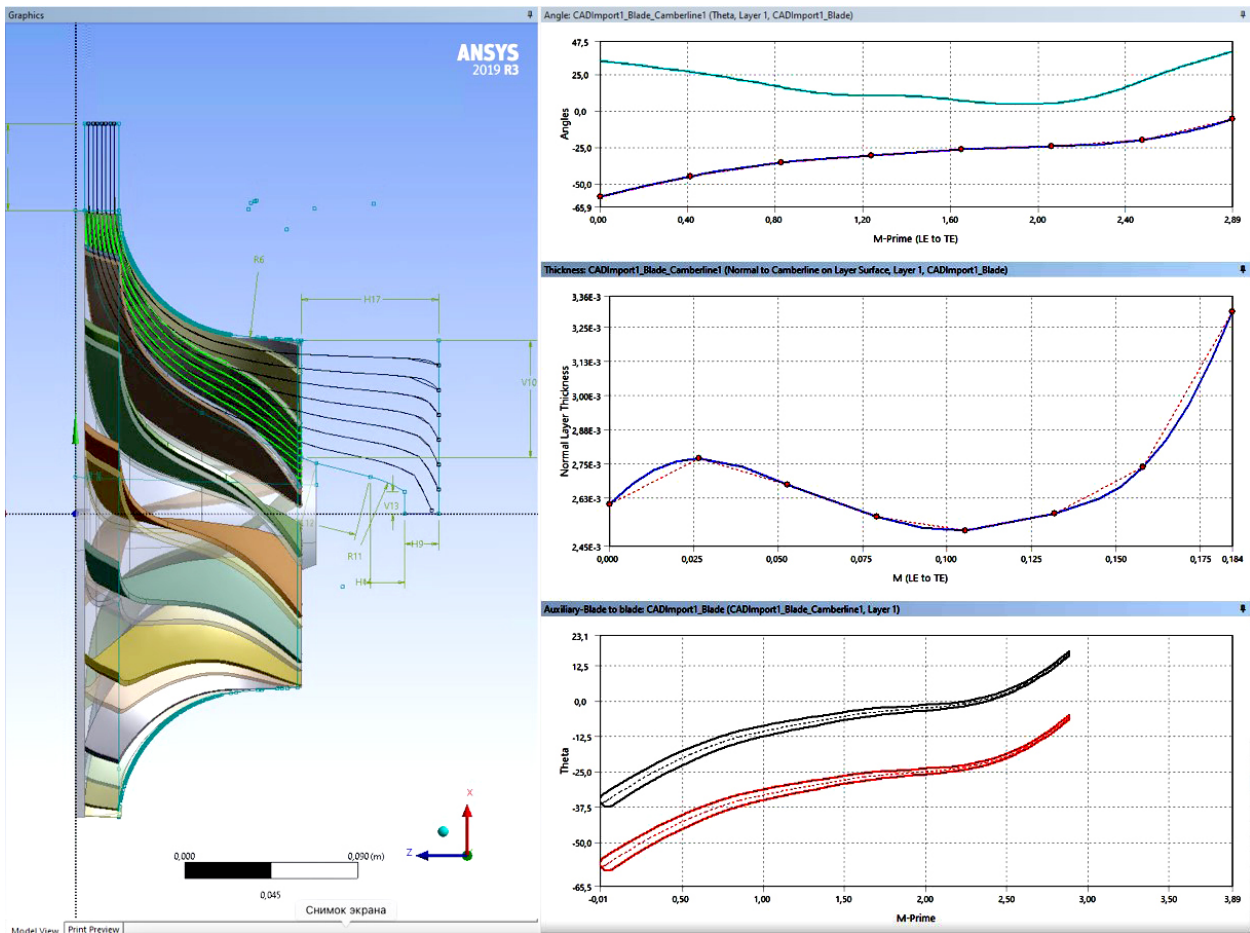 Graphics
ANSYS
2019 R3
R6
H17
V10
V13
R11
H9
0,000
0,090 (m)
0,045
X
Z
Снимок экрана
Model View
Print Preview
Angle: CADImport1_Blade_Camberline1 (Theta, Layer 1, CADImport1_Blade)
Angles
47,5
25,0
0,0
-25,0
-50,0
-65,9
0,00
0,40
0,80
1,20
1,60
2,00
2,40
2,89
M-Prime (LE to TE)
Thickness: CADImport1_Blade_Camberline1 (Normal to Camberline on Layer Surface, Layer 1, CADImport1_Blade)
Normal Layer Thickness
3,36E-3
3,25E-3
3,13E-3
3,00E-3
2,88E-3
2,75E-3
2,63E-3
2,45E-3
0,000
0,025
0,050
0,075
0,100
0,125
0,150
0,184
M (LE to TE)
Auxiliary-Blade to blade: CADImport1_Blade (CADImport1_Blade_Camberline1, Layer 1)
Theta
23,1
12,5
0,0
-12,5
-25,0
-37,5
-50,0
-65,5
-0,01
0,50
1,00
1,50
2,00
2,50
3,00
3,50
3,89
M-Prime